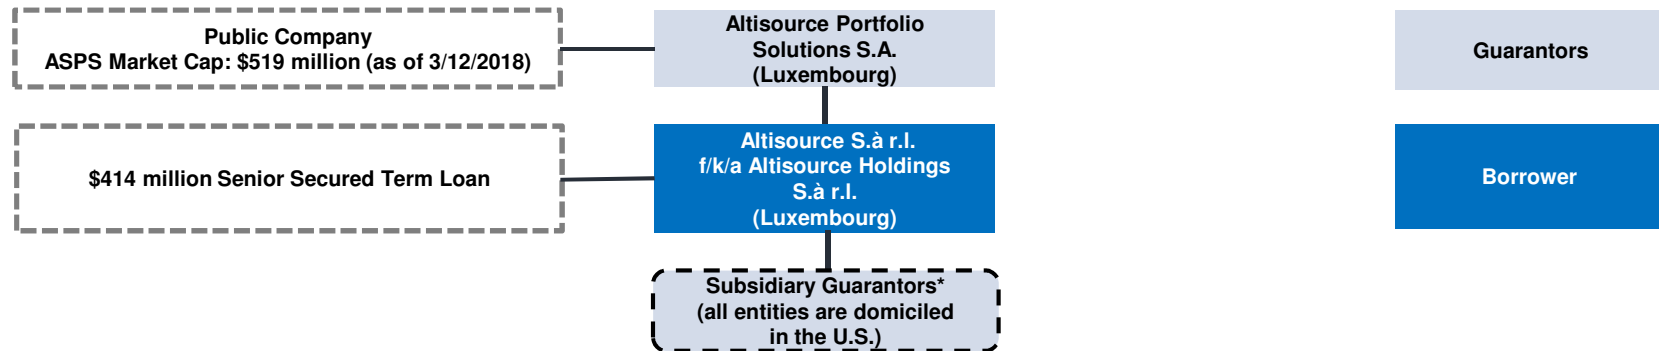 Public Company
ASPS Market Cap: $519 million (as of 3/12/2018)
Altisource Portfolio
Solutions S.A.
(Luxembourg)
Guarantors
$414 million Senior Secured Term Loan
Altisource S.à r.l.
f/k/a Altisource Holdings
S.à r.l.
(Luxembourg)
Borrower
Subsidiary Guarantors*
(all entities are domiciled
in the U.S.)